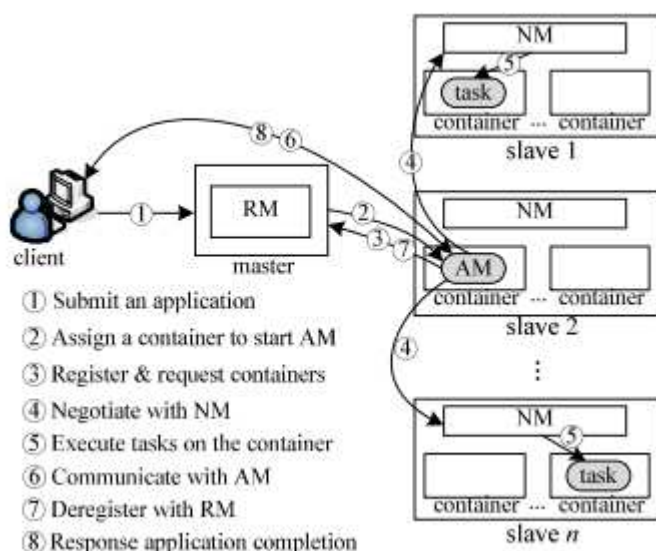 NM
⑤
task
container ... container
slave 1
⑧ ⑥
④
①
RM
②
③ ⑦
client
master
NM
AM
container ... container
slave 2
④
⋮
NM
⑤
task
container ... container
slave n
① Submit an application
② Assign a container to start AM
③ Register & request containers
④ Negotiate with NM
⑤ Execute tasks on the container
⑥ Communicate with AM
⑦ Deregister with RM
⑧ Response application completion